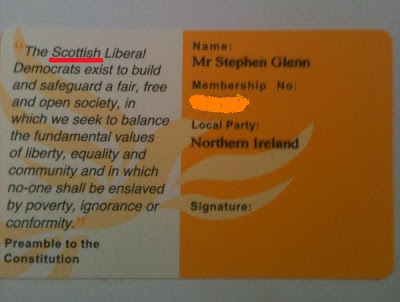 "The Scottish Liberal
Democrats exist to build
and safeguard a fair, free
and open society, in
which we seek to balance
the fundamental values
of liberty, equality and
community and in which
no-one shall be enslaved
by poverty, ignorance or
conformity."
Preamble to the
Constitution
Name:
Mr Stephen Glenn
Membership No:
Local Party:
Northern Ireland
Signature: